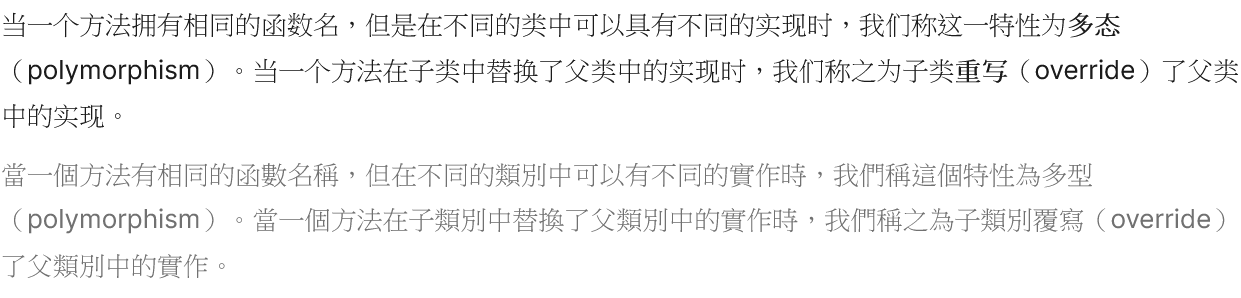 当一个方法拥有相同的函数名，但是在不同的类中可以具有不同的实现时，我们称这一特性为多态
（polymorphism）。当一个方法在子类中替换了父类中的实现时，我们称之为子类重写（override）了父类
中的实现。
當一個方法有相同的函數名稱，但在不同的類別中可以有不同的實作時，我們稱這個特性為多型
（polymorphism）。當一個方法在子類別中替換了父類別中的實作時，我們稱之為子類別覆寫（override）
了父類別中的實作。